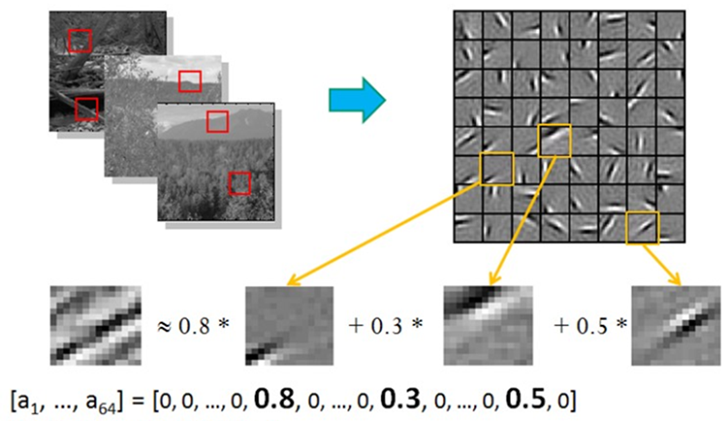 ≈ 0.8 * + 0.3 * + 0.5 *
[a₁, ..., a₆₄] = [0, 0, ..., 0, 0.8, 0, ..., 0, 0.3, 0, ..., 0, 0.5, 0]